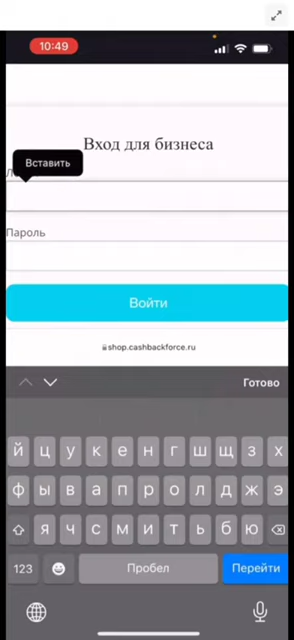 10:49
Вход для бизнеса
Вставить
Пароль
Войти
shop.cashbackforce.ru
Готово
й ц у к е н г ш щ з х
ф ы в а п р о л д ж э
я ч с м и т ь б ю
123 Пробел Перейти